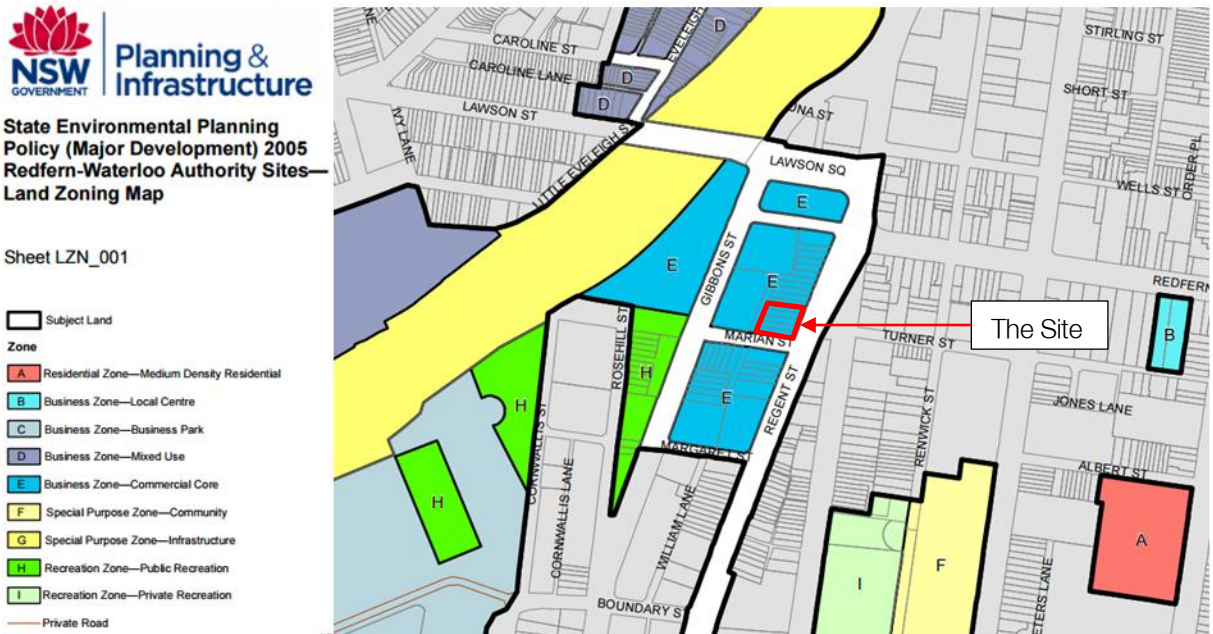 NSW
GOVERNMENT
Planning &
Infrastructure
State Environmental Planning
Policy (Major Development) 2005
Redfern-Waterloo Authority Sites—
Land Zoning Map
Sheet LZN_001
Subject Land
Zone
A Residential Zone—Medium Density Residential
B Business Zone—Local Centre
C Business Zone—Business Park
D Business Zone—Mixed Use
E Business Zone—Commercial Core
F Special Purpose Zone—Community
G Special Purpose Zone—Infrastructure
H Recreation Zone—Public Recreation
I Recreation Zone—Private Recreation
Private Road
CAROLINE ST
CAROLINE LANE
LAWSON ST
IVY LANE
LITTLE EVELEIGH ST
EVELEIGH
D
D
D
STIRLING ST
SHORT ST
ORDER PL
WELLS ST
LAWSON SQ
E
GIBBONS ST
E
E
MARIAN ST
The Site
REDFERN
B
TURNER ST
ROSEHILL ST
H
H
H
E
REGENT ST
JONES LANE
RENWICK ST
MARGARET ST
ALBERT ST
CORNWALLIS ST
CORNWALLIS LANE
WILLIAM LANE
BOUNDARY S
I
F
A
ETERS LANE